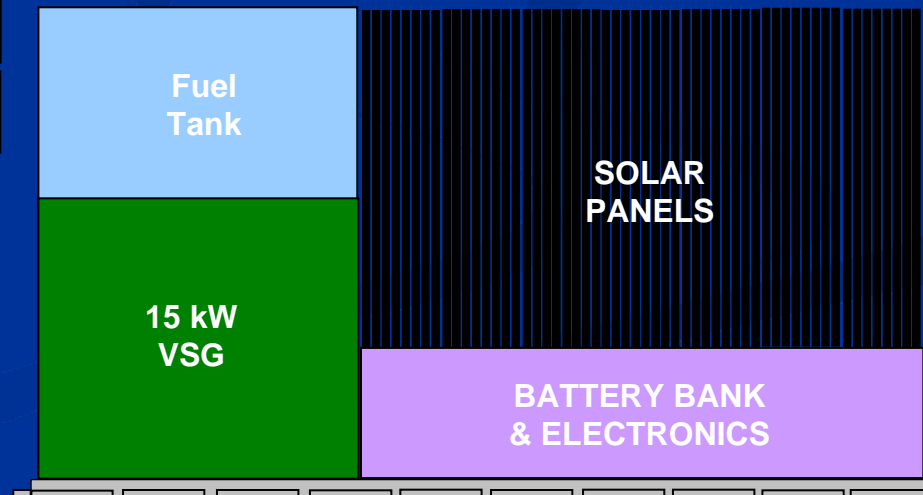 Fuel
Tank
SOLAR
PANELS
15 kW
VSG
BATTERY BANK
& ELECTRONICS